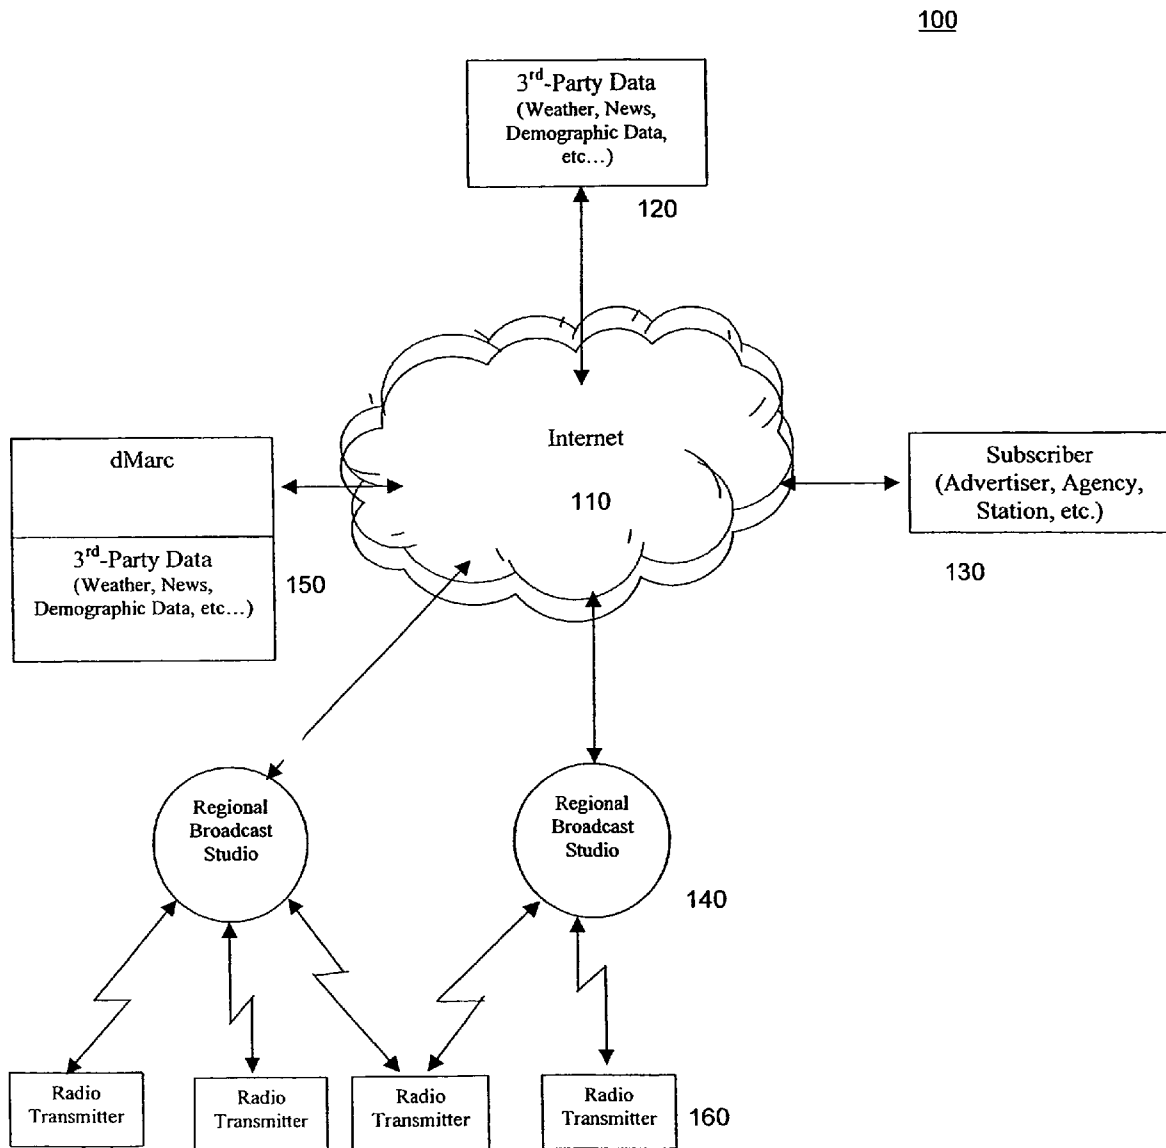 100
3rd-Party Data
(Weather, News,
Demographic Data,
etc...)
120
Internet
110
dMarc
3rd-Party Data
(Weather, News,
Demographic Data, etc...)
150
Subscriber
(Advertiser, Agency,
Station, etc.)
130
Regional
Broadcast
Studio
Regional
Broadcast
Studio
140
Radio
Transmitter
Radio
Transmitter
Radio
Transmitter
Radio
Transmitter
160